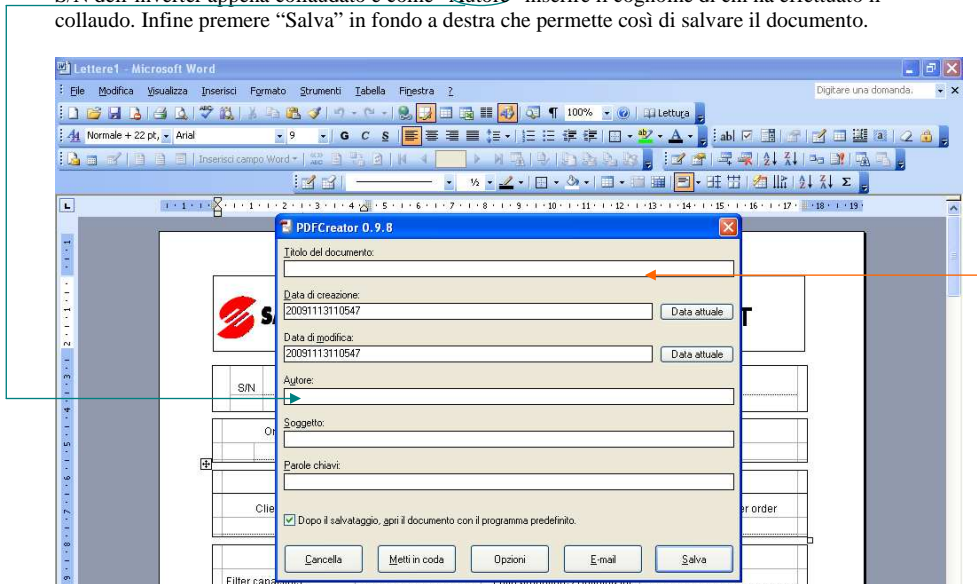 S/N dell'inverter appena collaudato e come "Autore" inserire il cognome di chi ha effettuato il
collaudo. Infine premere “Salva” in fondo a destra che permette così di salvare il documento.
Lettere1 - Microsoft Word
File Modifica Visualizza Inserisci Formato Strumenti Tabella Finestra ?
Digitare una domanda.
100% Lettura
Normale + 22 pt, Arial 9 G C S
Inserisci campo Word
½
PDFCreator 0.9.8
Titolo del documento:
Data di creazione:
20091113110547 Data attuale
Data di modifica:
20091113110547 Data attuale
Autore:
S/N
Soggetto:
Parole chiavi:
Clie
er order
Dopo il salvataggio, apri il documento con il programma predefinito.
Cancella Metti in coda Opzioni E-mail Salva